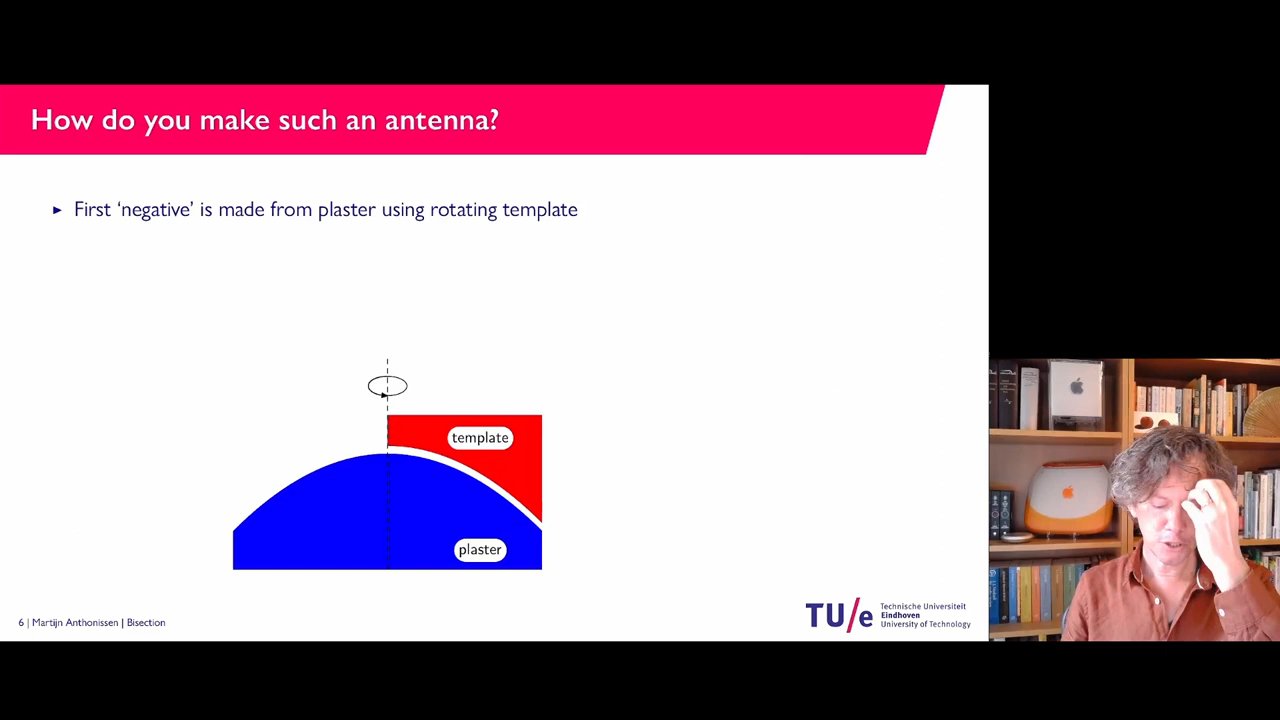 How do you make such an antenna?
► First ‘negative’ is made from plaster using rotating template
template
plaster
6 | Martijn Anthonissen | Bisection
TU/e
Technische Universiteit
Eindhoven
University of Technology